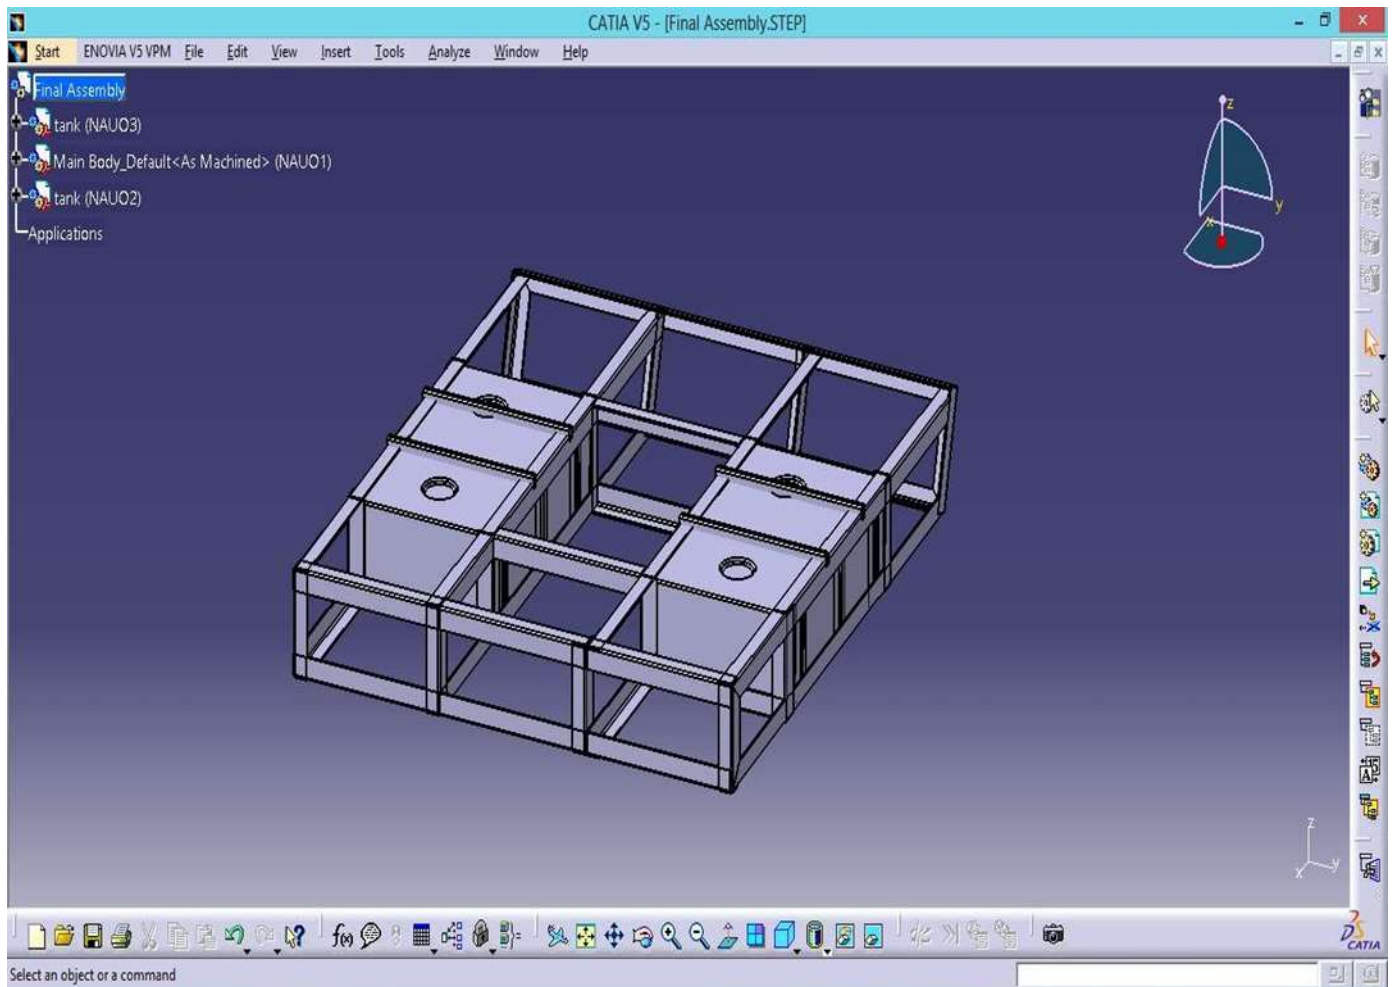 CATIA V5 - [Final Assembly.STEP]
Start ENOVIA V5 VPM File Edit View Insert Tools Analyze Window Help
Final Assembly
tank (NAUO3)
Main Body_Default<As Machined> (NAUO1)
tank (NAUO2)
Applications
z
y
x
z
y
x
f(x)
CATIA
Select an object or a command